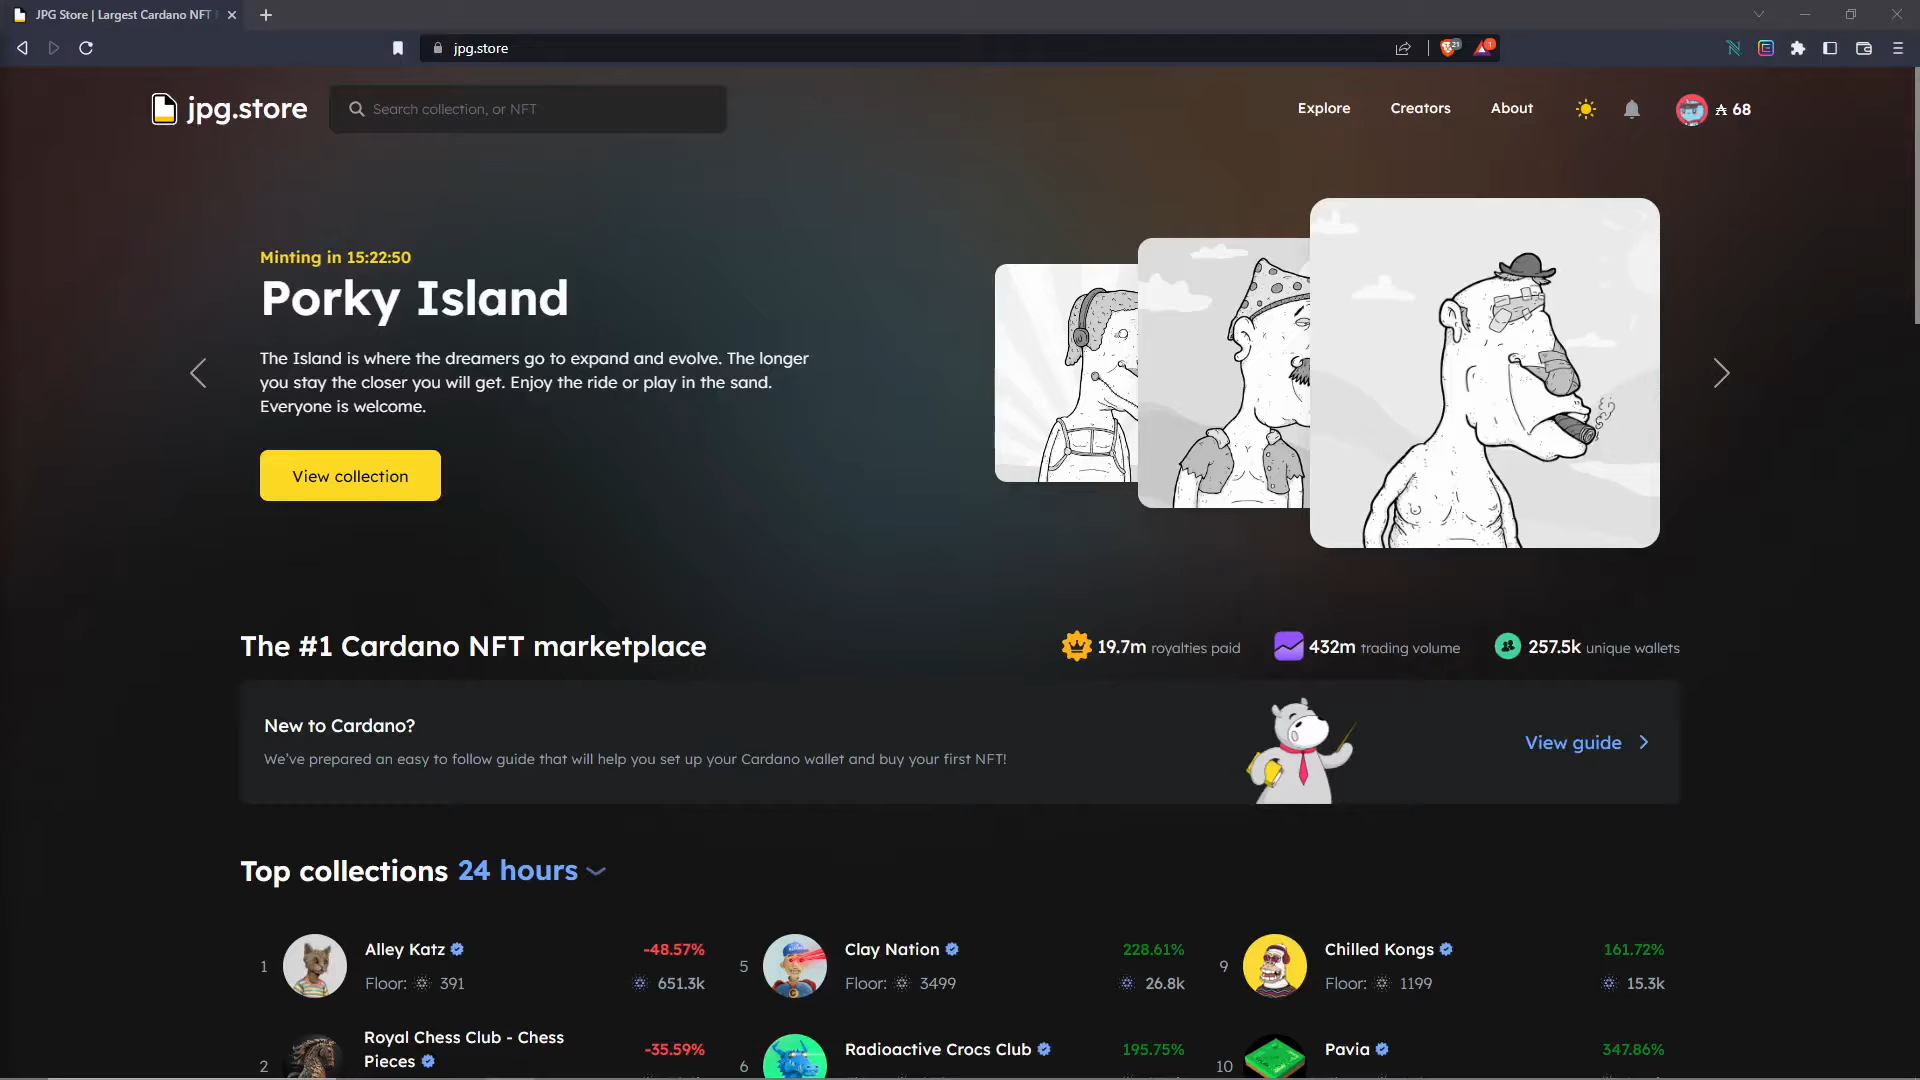 JPG Store | Largest Cardano NFT
jpg.store
jpg.store
Search collection, or NFT
Explore
Creators
About
₳ 68
Minting in 15:22:50
Porky Island
The Island is where the dreamers go to expand and evolve. The longer
you stay the closer you will get. Enjoy the ride or play in the sand.
Everyone is welcome.
View collection
The #1 Cardano NFT marketplace
19.7m royalties paid
432m trading volume
257.5k unique wallets
New to Cardano?
We've prepared an easy to follow guide that will help you set up your Cardano wallet and buy your first NFT!
View guide
Top collections 24 hours
1
Alley Katz
-48.57%
Floor: 391
651.3k
5
Clay Nation
228.61%
Floor: 3499
26.8k
9
Chilled Kongs
161.72%
Floor: 1199
15.3k
2
Royal Chess Club - Chess
Pieces
-35.59%
6
Radioactive Crocs Club
195.75%
10
Pavia
347.86%